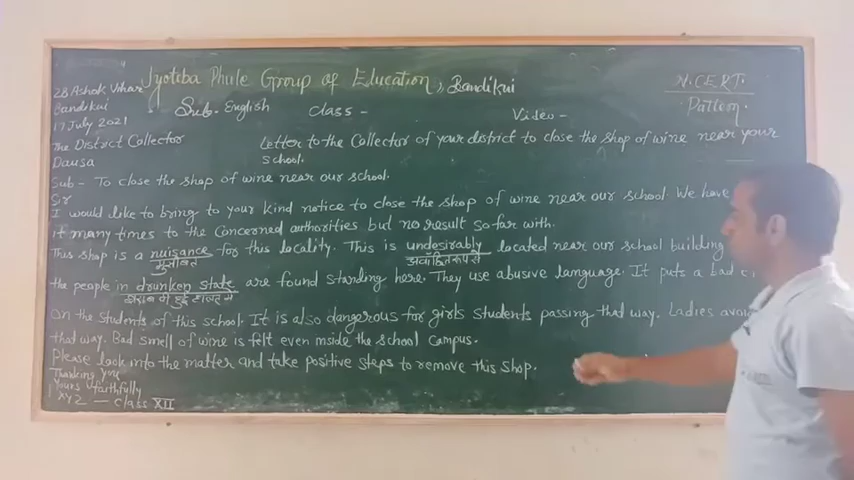 Jyotiba Phule Group of Education, Bandikui
N.C.E.R.T.
Pattern
28 Ashok Vihar
Bandikui
17 July 2021
Sub- English Class - Video -
The District Collector
Dausa
Letter to the Collector of your district to close the shop of wine near your
school.
Sub - To close the shop of wine near our school.
Sir
I would like to bring to your kind notice to close the shop of wine near our school. We have
it many times to the concerned authorities but no result so far with.
This shop is a nuisance for this locality. This is undesirably located near our school building
मुसीबत अवांछित रूप से
the people in drunken state are found standing here. They use abusive language. It puts a bad
शराब पी हुई हालत में
on the students of this school. It is also dangerous for girls students passing that way. Ladies
that way. Bad smell of wine is felt even inside the school campus.
Please look into the matter and take positive steps to remove this shop.
Thanking you
yours faithfully
xyz - Class XII